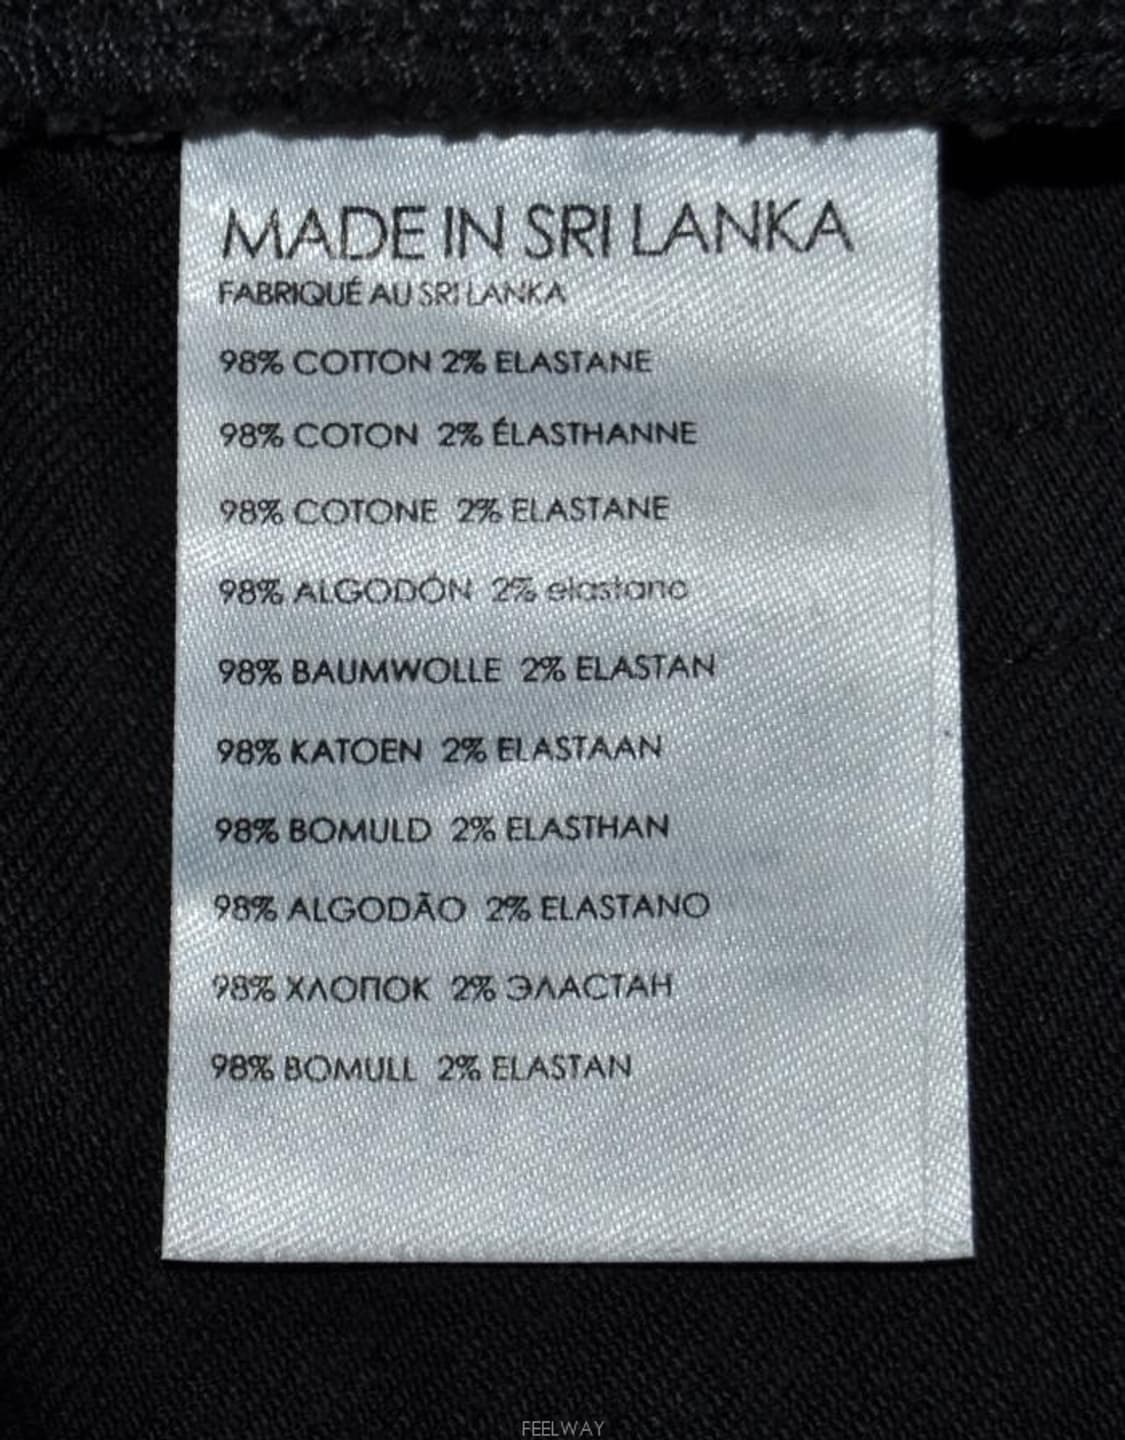 MADE IN SRI LANKA
FABRIQUÉ AU SRI LANKA
98% COTTON 2% ELASTANE
98% COTON 2% ÉLASTHANNE
98% COTONE 2% ELASTANE
98% ALGODÓN 2% elastano
98% BAUMWOLLE 2% ELASTAN
98% KATOEN 2% ELASTAAN
98% BOMULD 2% ELASTHAN
98% ALGODÃO 2% ELASTANO
98% ХЛОПОК 2% ЭЛАСТАН
98% BOMULL 2% ELASTAN
FEELWAY